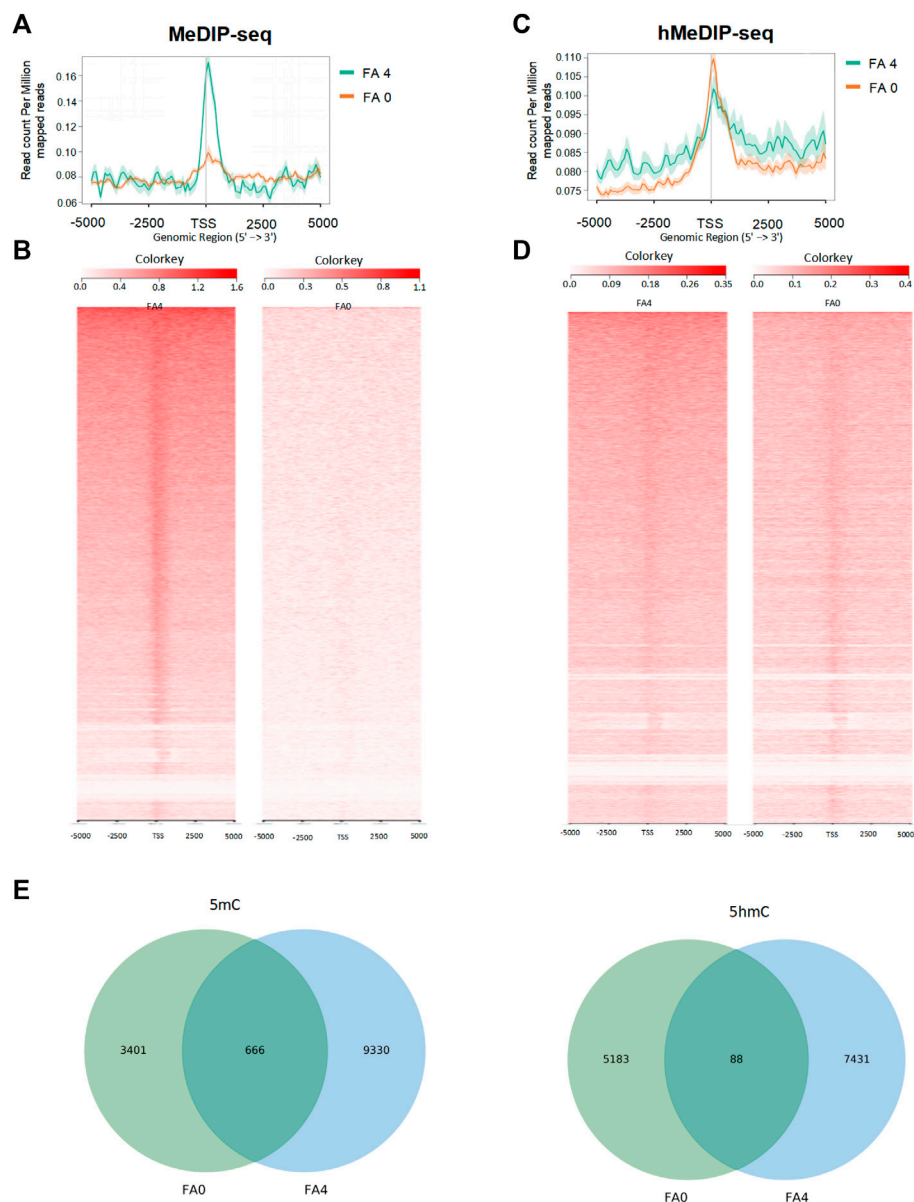 A
MeDIP-seq
Read count Per Million
mapped Preads
0.16
0.14
0.12
0.10
0.08
0.06
-5000 -2500 TSS 2500 5000
Genomic Region (5' -> 3')
FA 4
FA 0
C
hMeDIP-seq
Read count Per Million
mapped Preads
0.110
0.105
0.100
0.095
0.090
0.085
0.080
0.075
-5000 -2500 TSS 2500 5000
Genomic Region (5' -> 3')
FA 4
FA 0
B
Colorkey
0.0 0.4 0.8 1.2 1.6
FA4
-5000 -2500 TSS 2500 5000
Colorkey
0.0 0.3 0.5 0.8 1.1
FA0
-5000 -2500 TSS 2500 5000
D
Colorkey
0.0 0.09 0.18 0.26 0.35
FA4
-5000 -2500 TSS 2500 5000
Colorkey
0.0 0.1 0.2 0.3 0.4
FA0
-5000 -2500 TSS 2500 5000
E
5mC
3401 666 9330
FA0 FA4
5hmC
5183 88 7431
FA0 FA4